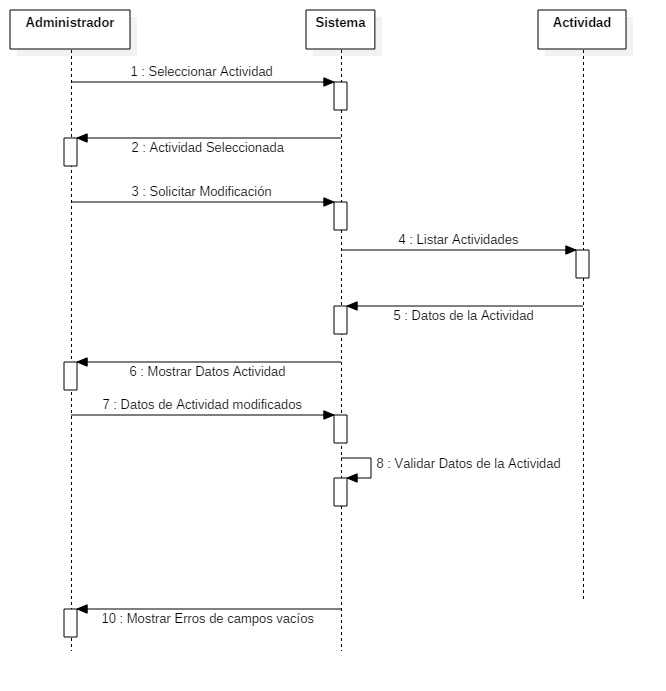 Administrador
Sistema
Actividad
1 : Seleccionar Actividad
2 : Actividad Seleccionada
3 : Solicitar Modificación
4 : Listar Actividades
5 : Datos de la Actividad
6 : Mostrar Datos Actividad
7 : Datos de Actividad modificados
8 : Validar Datos de la Actividad
10 : Mostrar Erros de campos vacíos